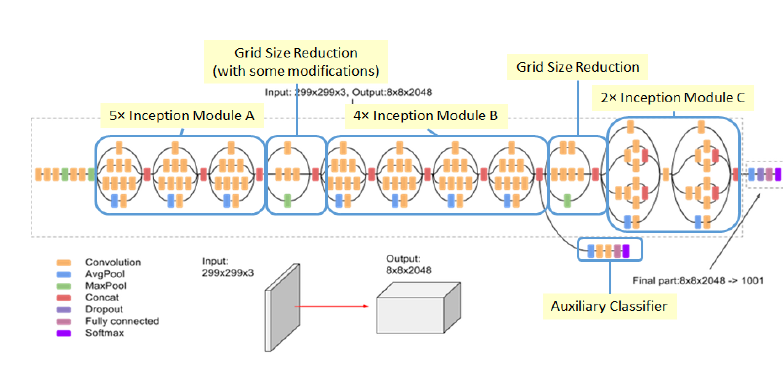 Grid Size Reduction
(with some modifications)
Grid Size Reduction
Input: 299x299x3, Output:8x8x2048
2× Inception Module C
5× Inception Module A
4× Inception Module B
Convolution
AvgPool
MaxPool
Concat
Dropout
Fully connected
Softmax
Input:
299x299x3
Output:
8x8x2048
Final part:8x8x2048 -> 1001
Auxiliary Classifier